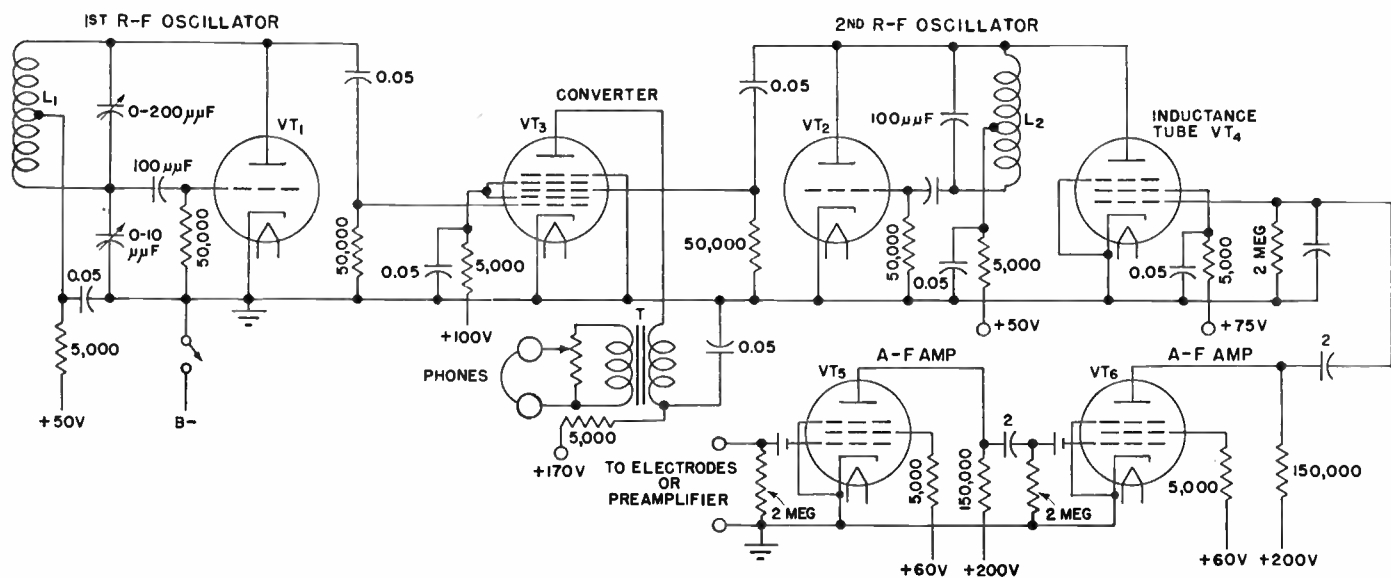 1ST R-F OSCILLATOR
2ND R-F OSCILLATOR
L1
0-200μμF
VT1
0.05
CONVERTER
VT3
0.05
VT2
100μμF
L2
INDUCTANCE
TUBE VT4
100μμF
0-10
μμF
50,000
50,000
0.05
5,000
50,000
50,000
0.05
5,000
0.05
5,000
2 MEG
0.05
5,000
+50V
B-
+100V
T
PHONES
5,000
+170V
0.05
+50V
+75V
A-F AMP
VT5
A-F AMP
VT6
2
2
TO ELECTRODES
OR
PREAMPLIFIER
2 MEG
5,000
150,000
2 MEG
5,000
150,000
+60V
+200V
+60V
+200V